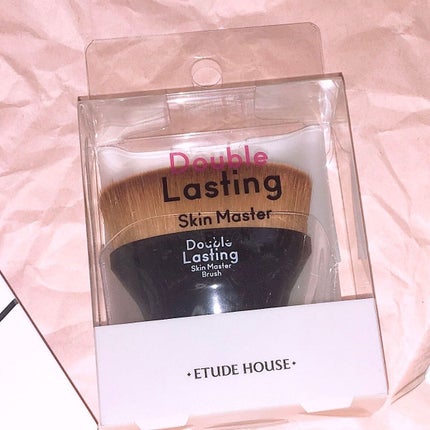 Double
Lasting
Skin Master
Double
Lasting
Skin Master
Brush
•ETUDE HOUSE•